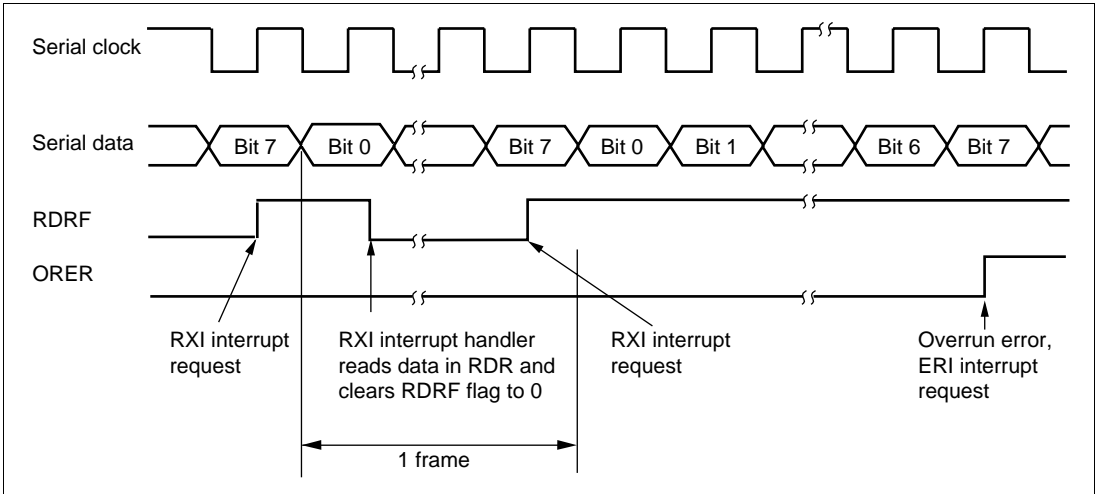 Serial clock
Serial data
Bit 7
Bit 0
Bit 7
Bit 0
Bit 1
Bit 6
Bit 7
RDRF
ORER
RXI interrupt
request
RXI interrupt handler
reads data in RDR and
clears RDRF flag to 0
RXI interrupt
request
Overrun error,
ERI interrupt
request
1 frame